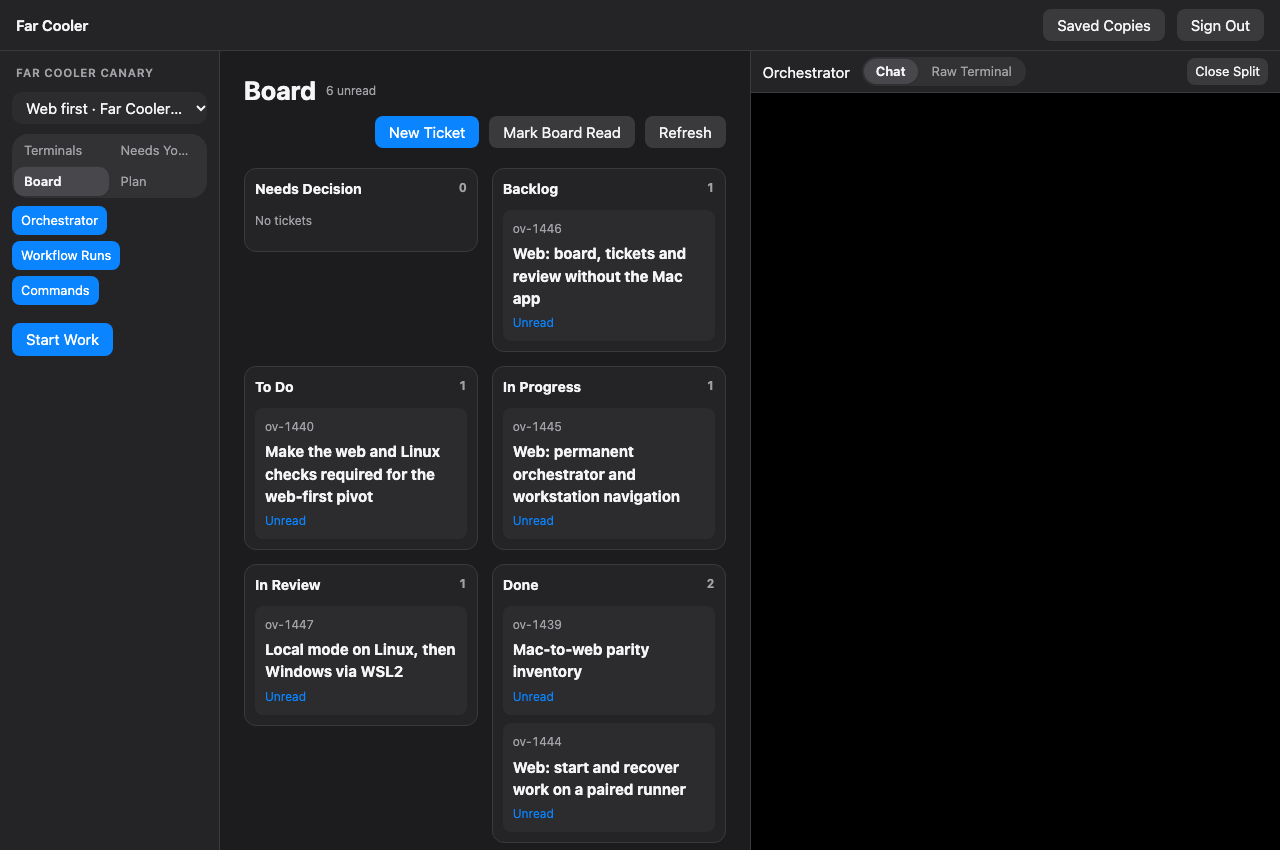 Far Cooler
Saved Copies
Sign Out
FAR COOLER CANARY
Web first · Far Cooler...
Terminals
Needs Yo...
Board
Plan
Orchestrator
Workflow Runs
Commands
Start Work
Board
6 unread
New Ticket
Mark Board Read
Refresh
Needs Decision
0
No tickets
Backlog
1
ov-1446
Web: board, tickets and
review without the Mac
app
Unread
To Do
1
ov-1440
Make the web and Linux
checks required for the
web-first pivot
Unread
In Progress
1
ov-1445
Web: permanent
orchestrator and
workstation navigation
Unread
In Review
1
ov-1447
Local mode on Linux, then
Windows via WSL2
Unread
Done
2
ov-1439
Mac-to-web parity
inventory
Unread
ov-1444
Web: start and recover
work on a paired runner
Unread
Orchestrator
Chat
Raw Terminal
Close Split